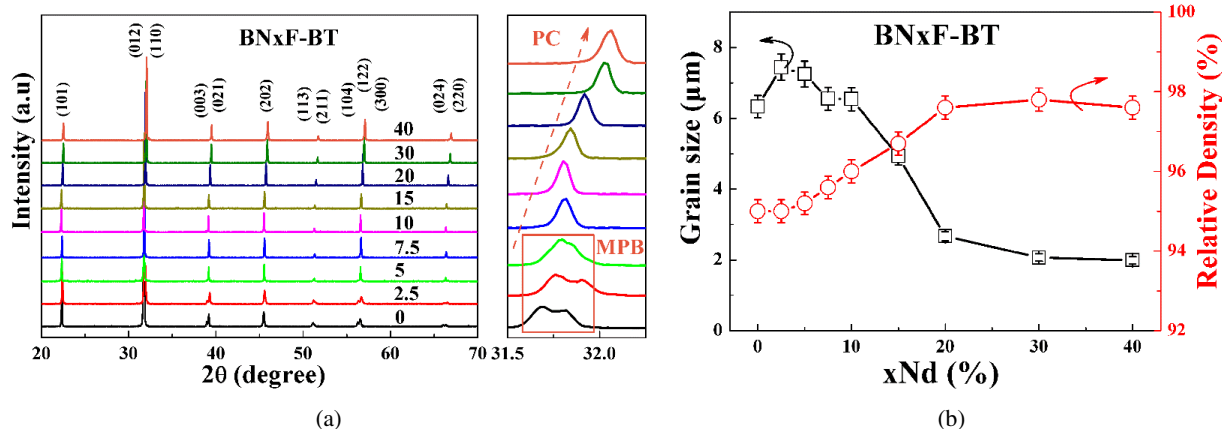 BNxF-BT
(101)
(012)
(110)
(003)
(021)
(202)
(113)
(211)
(104)
(122)
(300)
(024)
(220)
40
30
20
15
10
7.5
5
2.5
0
Intensity (a.u)
20 30 40 50 60 70
2θ (degree)
PC
MPB
31.5 32.0
(a)
BNxF-BT
Grain size (μm)
8
6
4
2
0
Relative Density (%)
100
98
96
95
94
92
0 10 20 30 40
xNd (%)
(b)